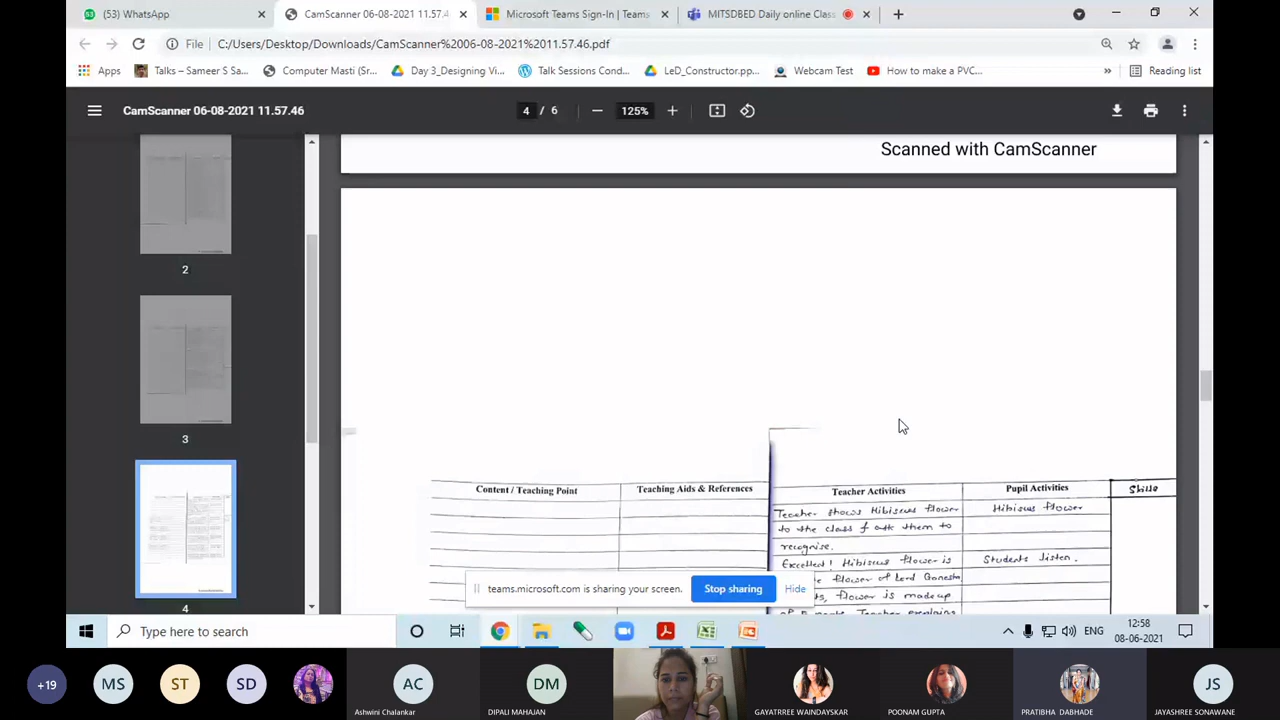 (53) WhatsApp
CamScanner 06-08-2021 11.57.4
Microsoft Teams Sign-In | Teams
MITSDBED Daily online Clas
File
C:/Users/Desktop/Downloads/CamScanner%2006-08-2021%2011.57.46.pdf
Apps
Talks – Sameer S Sa...
Computer Masti (Sr...
Day 3_Designing Vi...
Talk Sessions Cond...
LeD_Constructor.pp...
Webcam Test
How to make a PVC...
»
Reading list
CamScanner 06-08-2021 11.57.46
4 / 6
125%
Scanned with CamScanner
2
3
4
Content / Teaching Point
Teaching Aids & References
Teacher Activities
Pupil Activities
Skills
Teacher shows Hibiscus flower
Hibiscus flower
to the class & ask them to
recognise.
Excellent! Hibiscus flower is
Students listen.
flower of Lord Ganesha
flower is madeup
Teacher explains
teams.microsoft.com is sharing your screen.
Stop sharing
Hide
Type here to search
ENG
12:58
08-06-2021
+19
MS
ST
SD
AC
Ashwini Chalankar
DM
DIPALI MAHAJAN
GAYATRREE WAINDAYSKAR
POONAM GUPTA
PRATIBHA DABHADE
JS
JAYASHREE SONAWANE